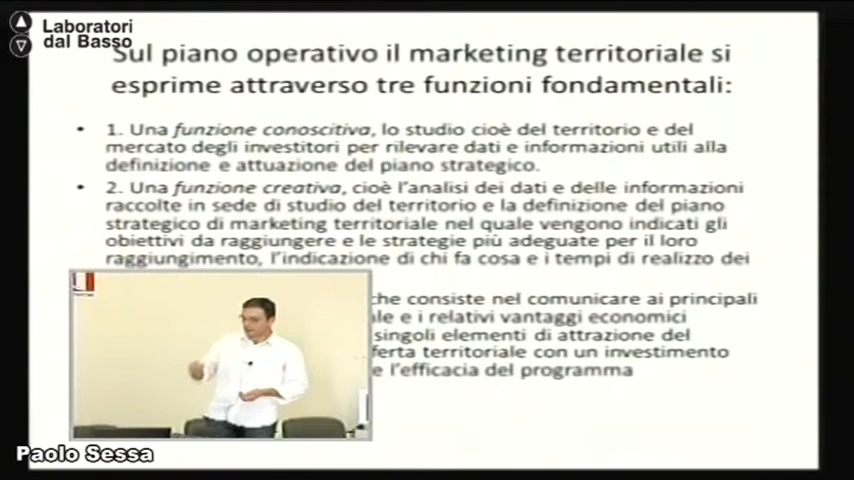 Laboratori
dal Basso
Sul piano operativo il marketing territoriale si
esprime attraverso tre funzioni fondamentali:
• 1. Una funzione conoscitiva, lo studio cioè del territorio e del
mercato degli investitori per rilevare dati e informazioni utili alla
definizione e attuazione del piano strategico.
• 2. Una funzione creativa, cioè l'analisi dei dati e delle informazioni
raccolte in sede di studio del territorio e la definizione del piano
strategico di marketing territoriale nel quale vengono indicati gli
obiettivi da raggiungere e le strategie più adeguate per il loro
raggiungimento, l'indicazione di chi fa cosa e i tempi di realizzo dei
che consiste nel comunicare ai principali
e i relativi vantaggi economici
singoli elementi di attrazione del
territoriale con un investimento
e l'efficacia del programma
Paolo Sessa